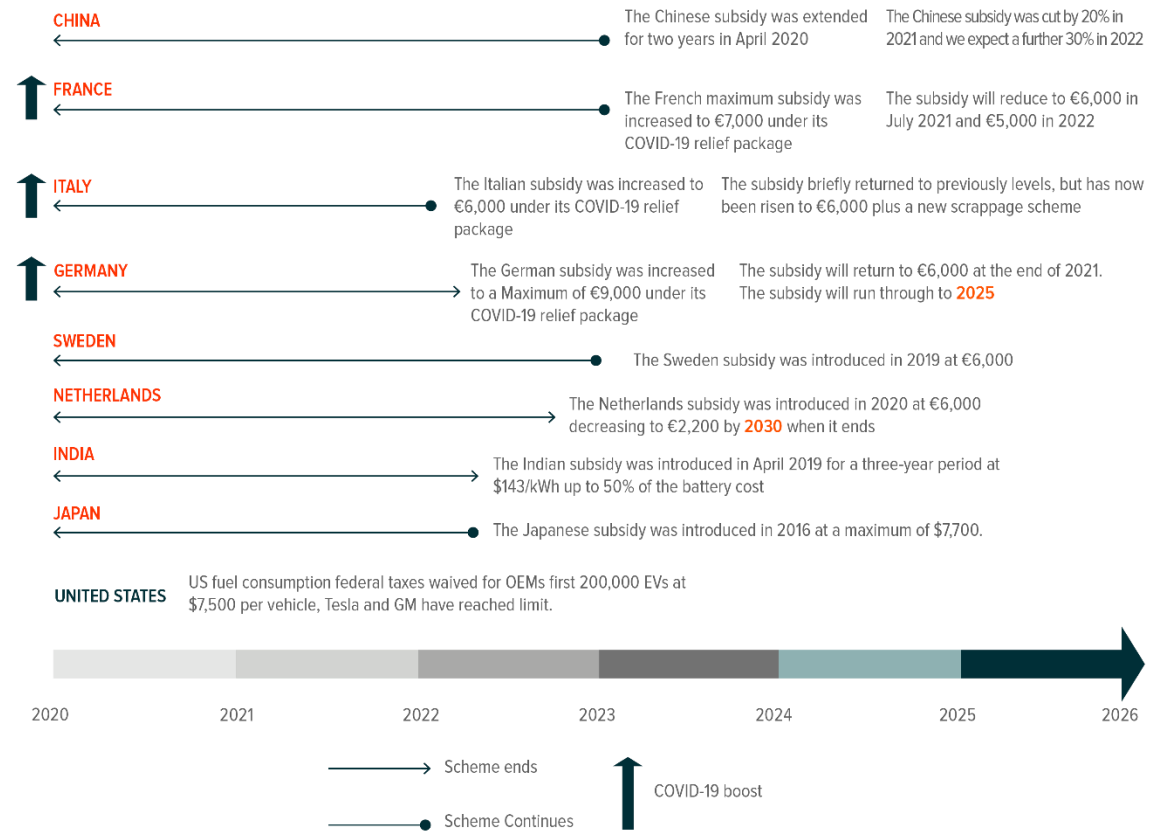 CHINA
The Chinese subsidy was extended
for two years in April 2020
The Chinese subsidy was cut by 20% in
2021 and we expect a further 30% in 2022
FRANCE
The French maximum subsidy was
increased to €7,000 under its
COVID-19 relief package
The subsidy will reduce to €6,000 in
July 2021 and €5,000 in 2022
ITALY
The Italian subsidy was increased to
€6,000 under its COVID-19 relief
package
The subsidy briefly returned to previously levels, but has now
been risen to €6,000 plus a new scrappage scheme
GERMANY
The German subsidy was increased
to a Maximum of €9,000 under its
COVID-19 relief package
The subsidy will return to €6,000 at the end of 2021.
The subsidy will run through to 2025
SWEDEN
The Sweden subsidy was introduced in 2019 at €6,000
NETHERLANDS
The Netherlands subsidy was introduced in 2020 at €6,000
decreasing to €2,200 by 2030 when it ends
INDIA
The Indian subsidy was introduced in April 2019 for a three-year period at
$143/kWh up to 50% of the battery cost
JAPAN
The Japanese subsidy was introduced in 2016 at a maximum of $7,700.
UNITED STATES
US fuel consumption federal taxes waived for OEMs first 200,000 EVs at
$7,500 per vehicle, Tesla and GM have reached limit.
2020
2021
2022
2023
2024
2025
2026
Scheme ends
COVID-19 boost
Scheme Continues